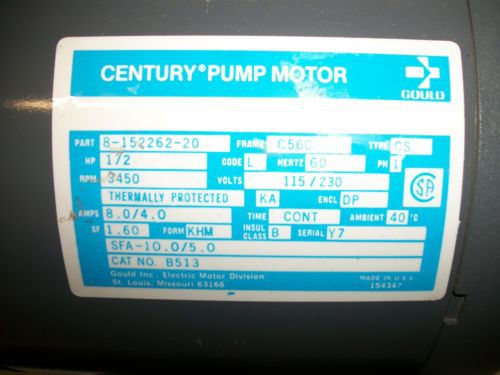 CENTURY® PUMP MOTOR
GOULD
PART 8-152262-20 FRAME C56C TYPE CS
HP 1/2 CODE L HERTZ 60 PH 1
RPM 3450 VOLTS 115/230
THERMALLY PROTECTED KA ENCL DP
AMPS 8.0/4.0 TIME CONT AMBIENT 40°C
SF 1.60 FORM KHM INSUL CLASS B SERIAL Y7
SFA-10.0/5.0
CAT NO. B513
Gould Inc., Electric Motor Division
St. Louis, Missouri 63166
MADE IN U.S.A.
154347
SA